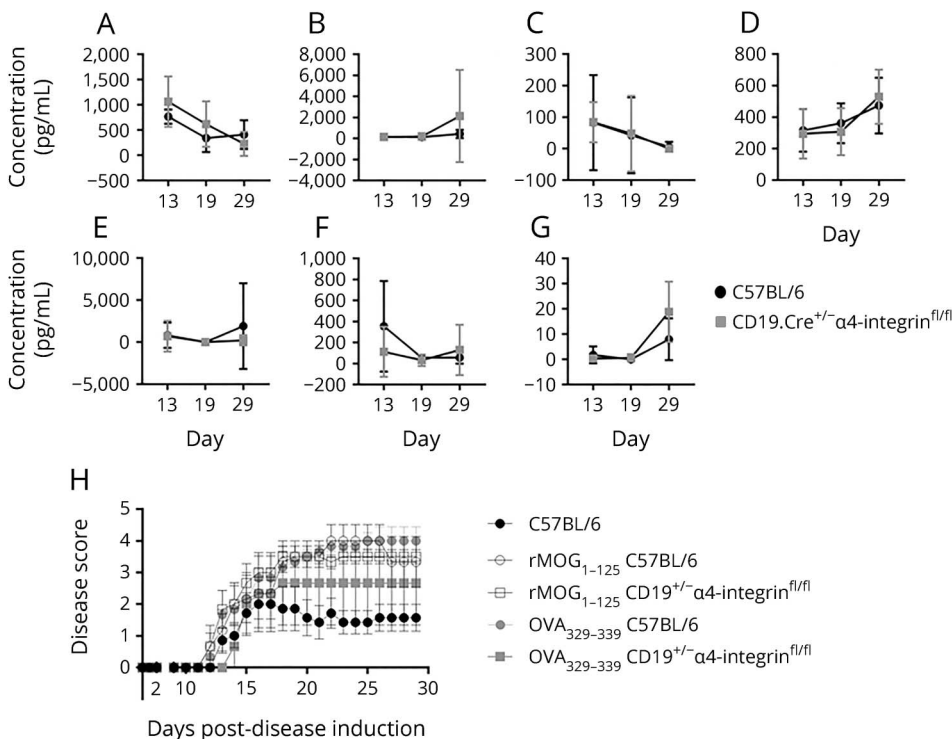 A
B
C
D
Concentration
(pg/mL)
2,000
1,500
1,000
500
0
−500
13 19 29
8,000
6,000
4,000
2,000
0
−2,000
−4,000
13 19 29
300
200
100
0
−100
13 19 29
800
600
400
200
0
13 19 29
Day
E
F
G
Concentration
(pg/mL)
10,000
5,000
0
−5,000
13 19 29
Day
1,000
800
600
400
200
0
−200
13 19 29
Day
40
30
20
10
0
−10
13 19 29
Day
C57BL/6
CD19.Cre+/−α4-integrinfl/fl
H
Disease score
5
4
3
2
1
0
2 10 15 20 25 30
Days post-disease induction
C57BL/6
rMOG1–125 C57BL/6
rMOG1–125 CD19+/−α4-integrinfl/fl
OVA329–339 C57BL/6
OVA329–339 CD19+/−α4-integrinfl/fl